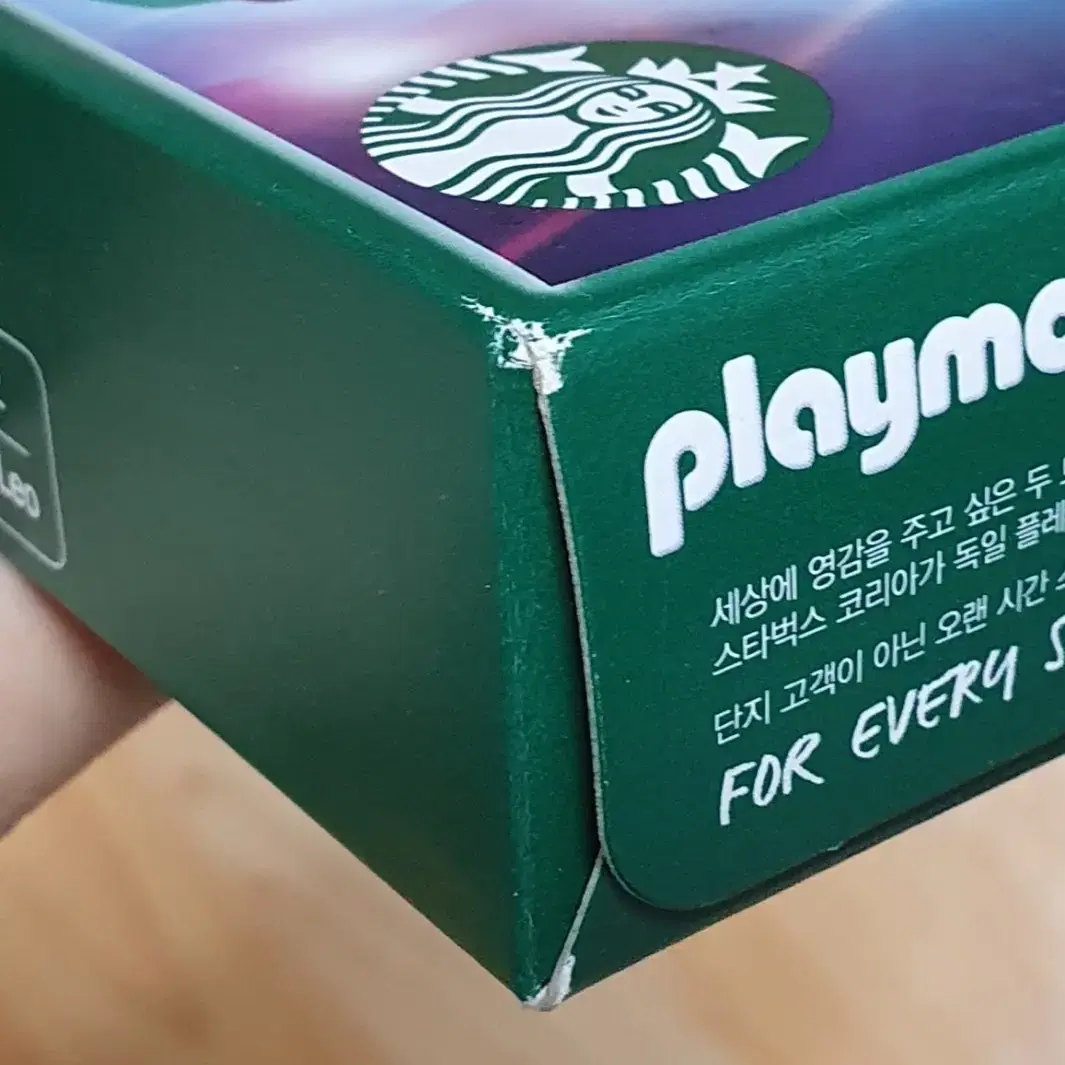 Leo
playmo
세상에 영감을 주고 싶은 두
스타벅스 코리아가 독일 플레
단지 고객이 아닌 오랜 시간
FOR EVERY S